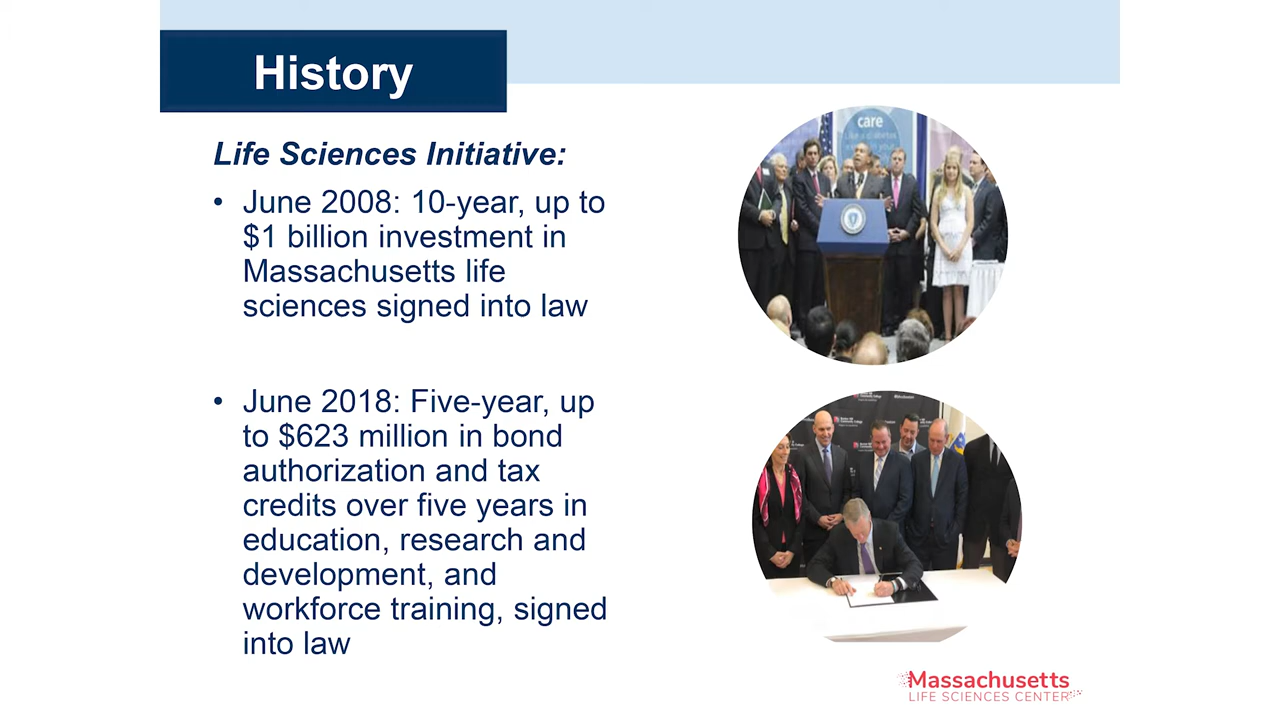 History
Life Sciences Initiative:
• June 2008: 10-year, up to
$1 billion investment in
Massachusetts life
sciences signed into law
• June 2018: Five-year, up
to $623 million in bond
authorization and tax
credits over five years in
education, research and
development, and
workforce training, signed
into law
care
Massachusetts
LIFE SCIENCES CENTER